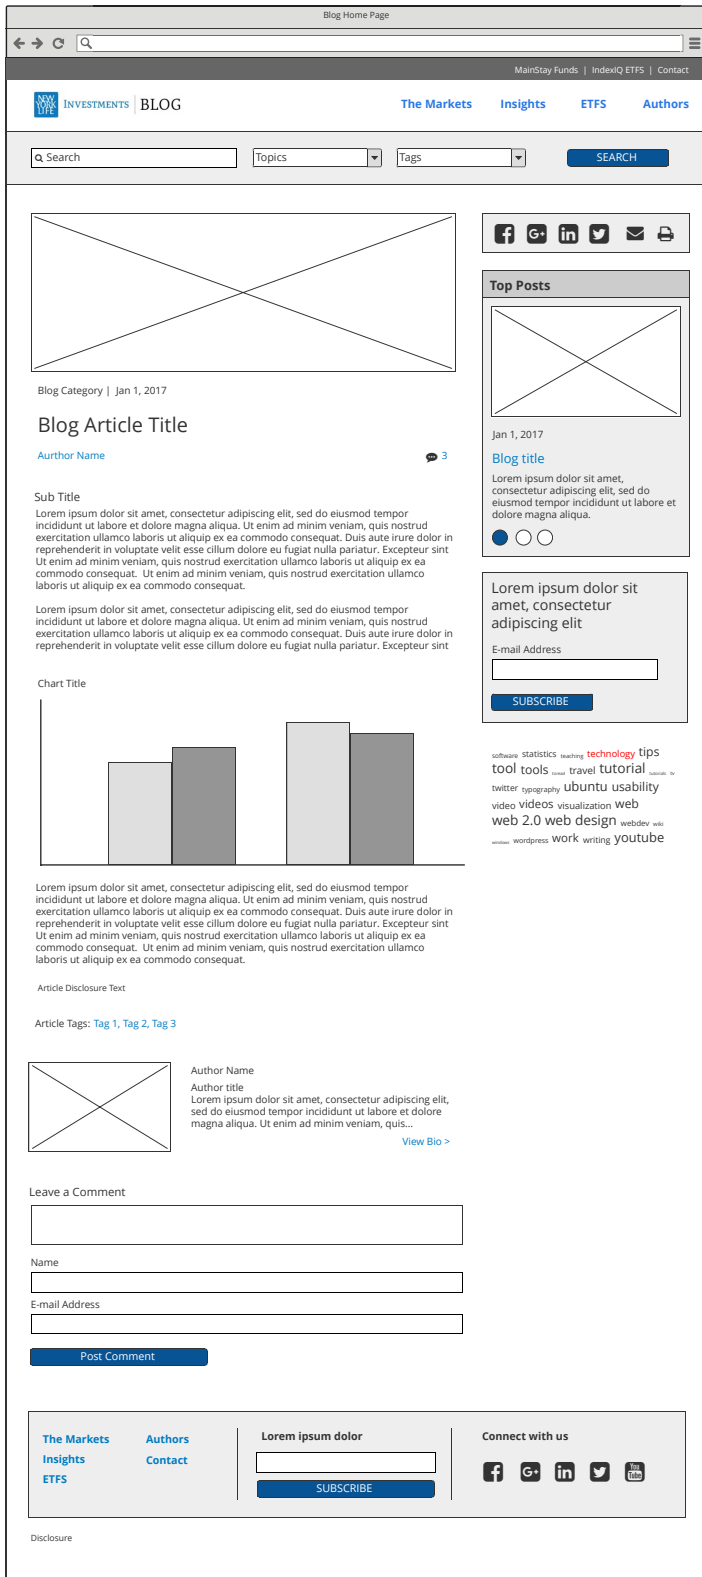 Blog Home Page
MainStay Funds | IndexIQ ETFS | Contact
NEW YORK LIFE INVESTMENTS BLOG
The Markets Insights ETFS Authors
Search Topics Tags SEARCH
Blog Category | Jan 1, 2017
Blog Article Title
Aurthor Name 3
Sub Title
Lorem ipsum dolor sit amet, consectetur adipiscing elit, sed do eiusmod tempor
incididunt ut labore et dolore magna aliqua. Ut enim ad minim veniam, quis nostrud
exercitation ullamco laboris ut aliquip ex ea commodo consequat. Duis aute irure dolor in
reprehenderit in voluptate velit esse cillum dolore eu fugiat nulla pariatur. Excepteur sint
Ut enim ad minim veniam, quis nostrud exercitation ullamco laboris ut aliquip ex ea
commodo consequat. Ut enim ad minim veniam, quis nostrud exercitation ullamco
laboris ut aliquip ex ea commodo consequat.
Lorem ipsum dolor sit amet, consectetur adipiscing elit, sed do eiusmod tempor
incididunt ut labore et dolore magna aliqua. Ut enim ad minim veniam, quis nostrud
exercitation ullamco laboris ut aliquip ex ea commodo consequat. Duis aute irure dolor in
reprehenderit in voluptate velit esse cillum dolore eu fugiat nulla pariatur. Excepteur sint
Chart Title
Lorem ipsum dolor sit amet, consectetur adipiscing elit, sed do eiusmod tempor
incididunt ut labore et dolore magna aliqua. Ut enim ad minim veniam, quis nostrud
exercitation ullamco laboris ut aliquip ex ea commodo consequat. Duis aute irure dolor in
reprehenderit in voluptate velit esse cillum dolore eu fugiat nulla pariatur. Excepteur sint
Ut enim ad minim veniam, quis nostrud exercitation ullamco laboris ut aliquip ex ea
commodo consequat. Ut enim ad minim veniam, quis nostrud exercitation ullamco
laboris ut aliquip ex ea commodo consequat.
Article Disclosure Text
Article Tags: Tag 1, Tag 2, Tag 3
Author Name
Author title
Lorem ipsum dolor sit amet, consectetur adipiscing elit,
sed do eiusmod tempor incididunt ut labore et dolore
magna aliqua. Ut enim ad minim veniam, quis...
View Bio >
Leave a Comment
Name
E-mail Address
Post Comment
Top Posts
Jan 1, 2017
Blog title
Lorem ipsum dolor sit amet,
consectetur adipiscing elit, sed do
eiusmod tempor incididunt ut labore et
dolore magna aliqua.
Lorem ipsum dolor sit
amet, consectetur
adipiscing elit
E-mail Address
SUBSCRIBE
software statistics teaching technology tips
tool tools travel tutorial tutorials
twitter typography ubuntu usability
video videos visualization web
web 2.0 web design webdev wiki
windows wordpress work writing youtube
The Markets Authors
Insights Contact
ETFS
Lorem ipsum dolor
SUBSCRIBE
Connect with us
You Tube
Disclosure